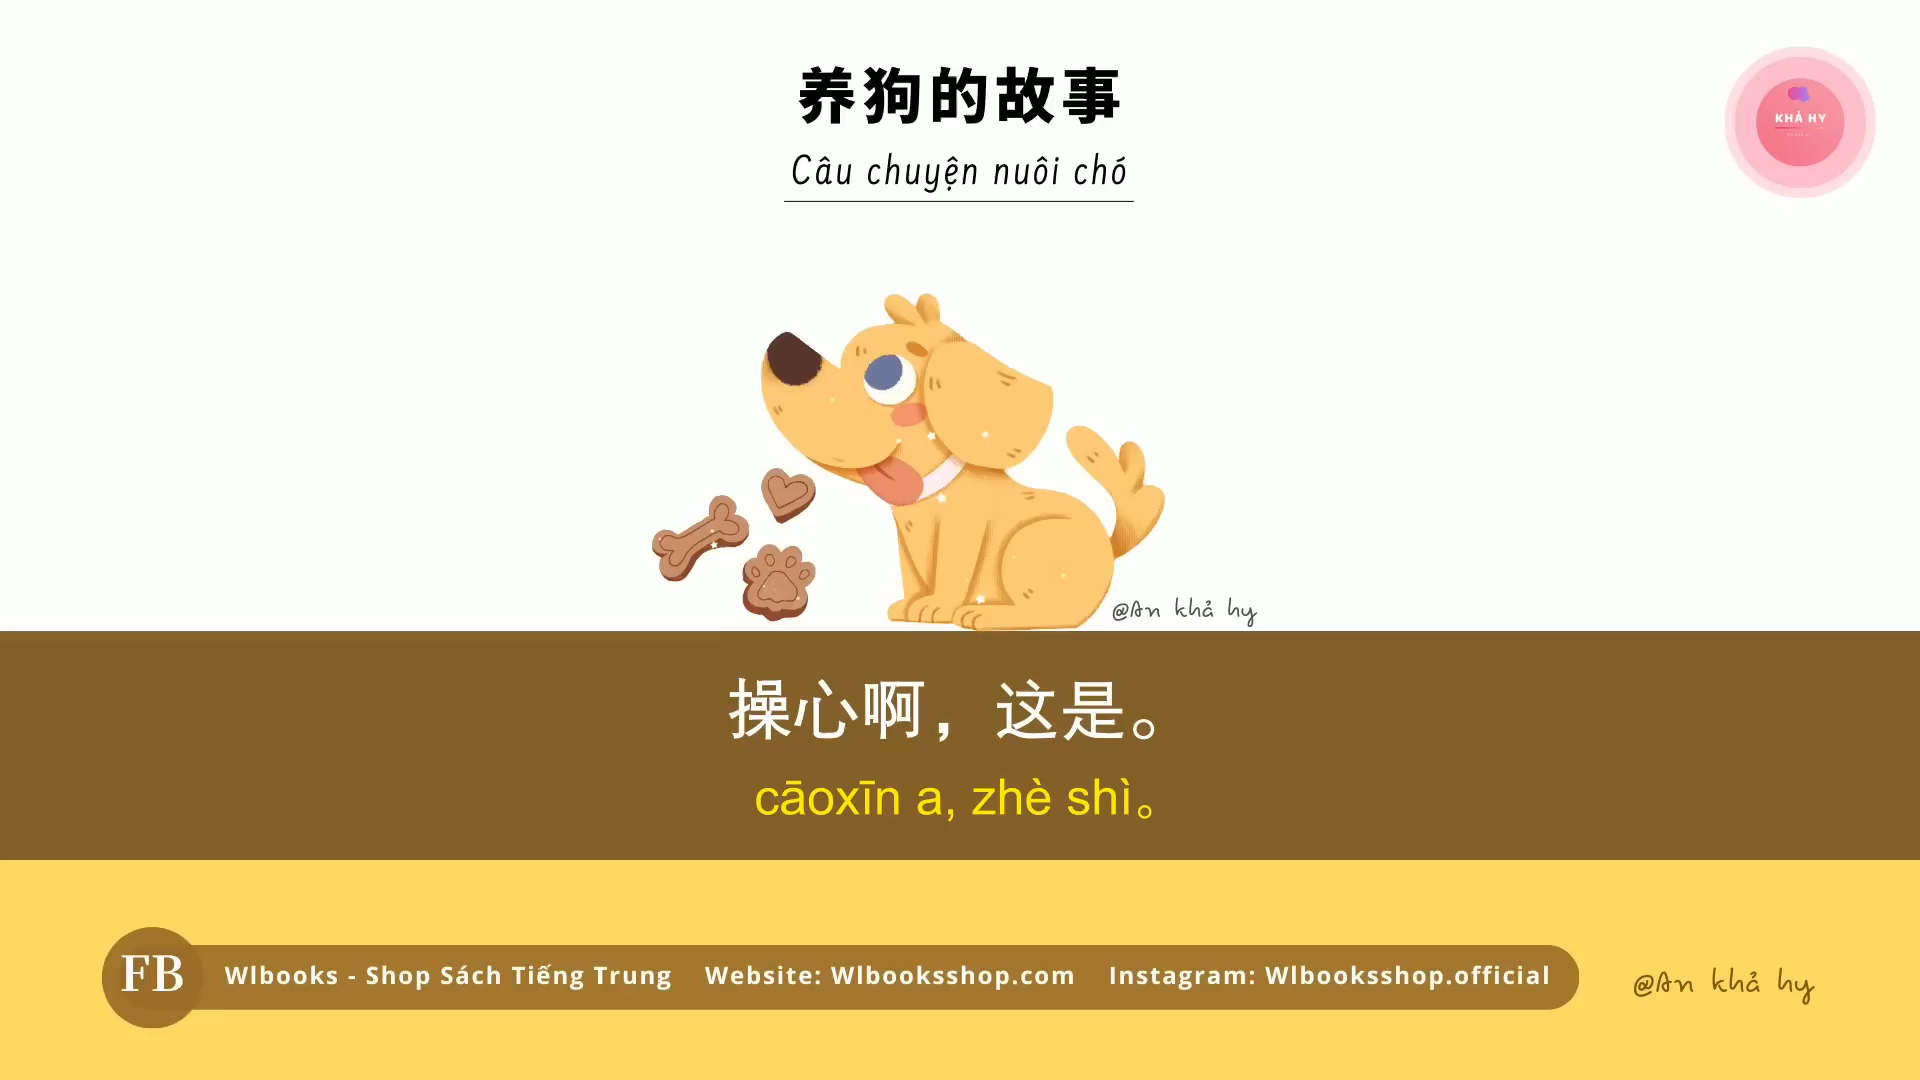 养狗的故事
Câu chuyện nuôi chó
KHẢ HY
@An khả hy
操心啊，这是。
cāoxīn a, zhè shì。
FB Wlbooks - Shop Sách Tiếng Trung Website: Wlbooksshop.com Instagram: Wlbooksshop.official
@An khả hy